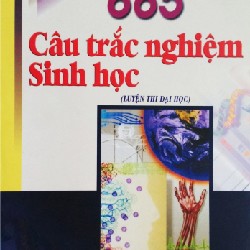 665
Câu trắc nghiệm
Sinh học
(LUYỆN THI ĐẠI HỌC)